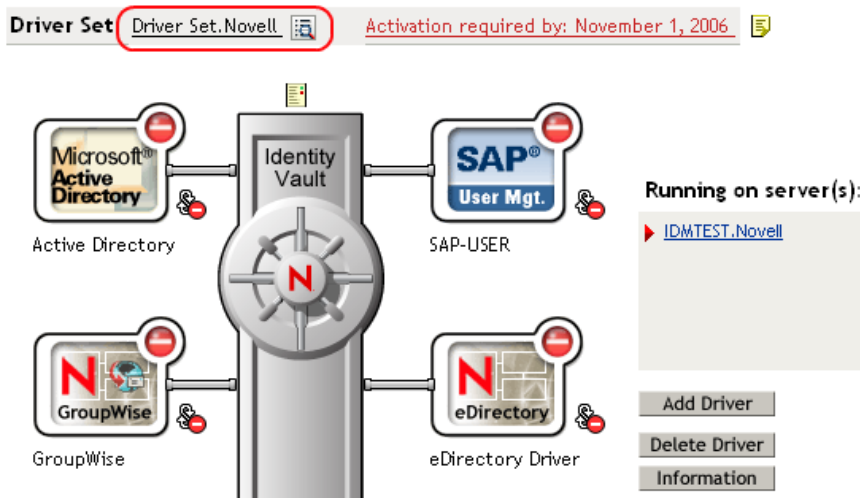 Driver Set Driver Set.Novell Activation required by: November 1, 2006
Microsoft®
Active
Directory
Active Directory
Identity
Vault
N
SAP®
User Mgt.
SAP-USER
Running on server(s):
IDMTEST.Novell
N
GroupWise
GroupWise
N
eDirectory
eDirectory Driver
Add Driver
Delete Driver
Information